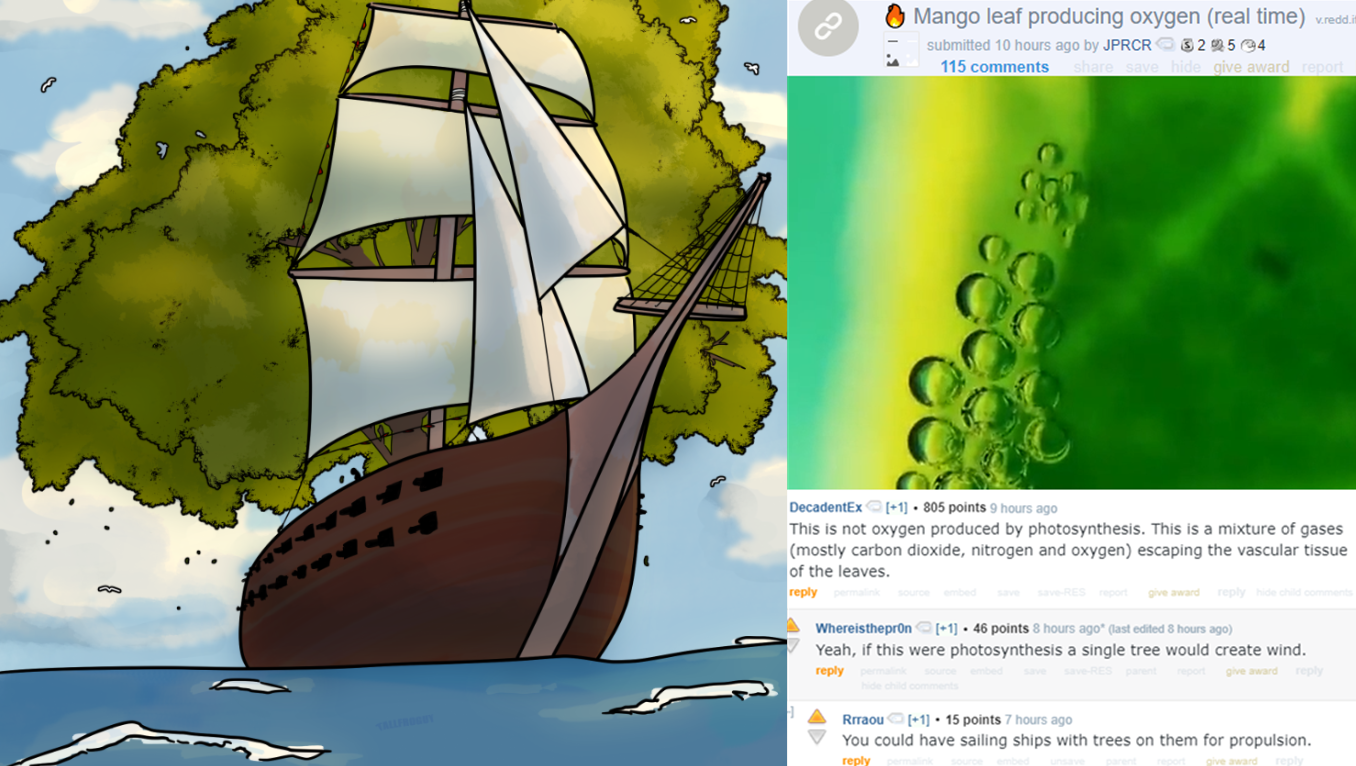 Mango leaf producing oxygen (real time) v.redd.i
submitted 10 hours ago by JPRCR 2 5 4
115 comments share save hide give award report
DecadentEx [+1] • 805 points 9 hours ago
This is not oxygen produced by photosynthesis. This is a mixture of gases
(mostly carbon dioxide, nitrogen and oxygen) escaping the vascular tissue
of the leaves.
reply permalink source embed save save-RES report give award reply hide child comments
Whereisthepr0n [+1] • 46 points 8 hours ago* (last edited 8 hours ago)
Yeah, if this were photosynthesis a single tree would create wind.
reply permalink source embed save save-RES parent report give award reply
hide child comments
Rrraou [+1] • 15 points 7 hours ago
You could have sailing ships with trees on them for propulsion.
reply permalink source embed unsave parent report give award reply